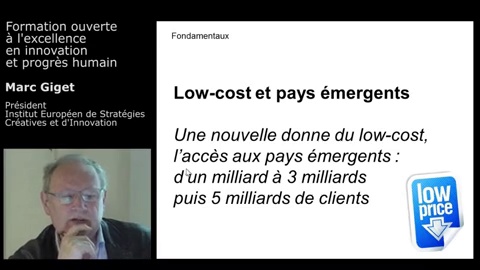 Formation ouverte
à l'excellence
en innovation
et progrès humain
Marc Giget
Président
Institut Européen de Stratégies
Créatives et d'Innovation
Fondamentaux
Low-cost et pays émergents
Une nouvelle donne du low-cost,
l'accès aux pays émergents :
d'un milliard à 3 milliards
puis 5 milliards de clients
low
price